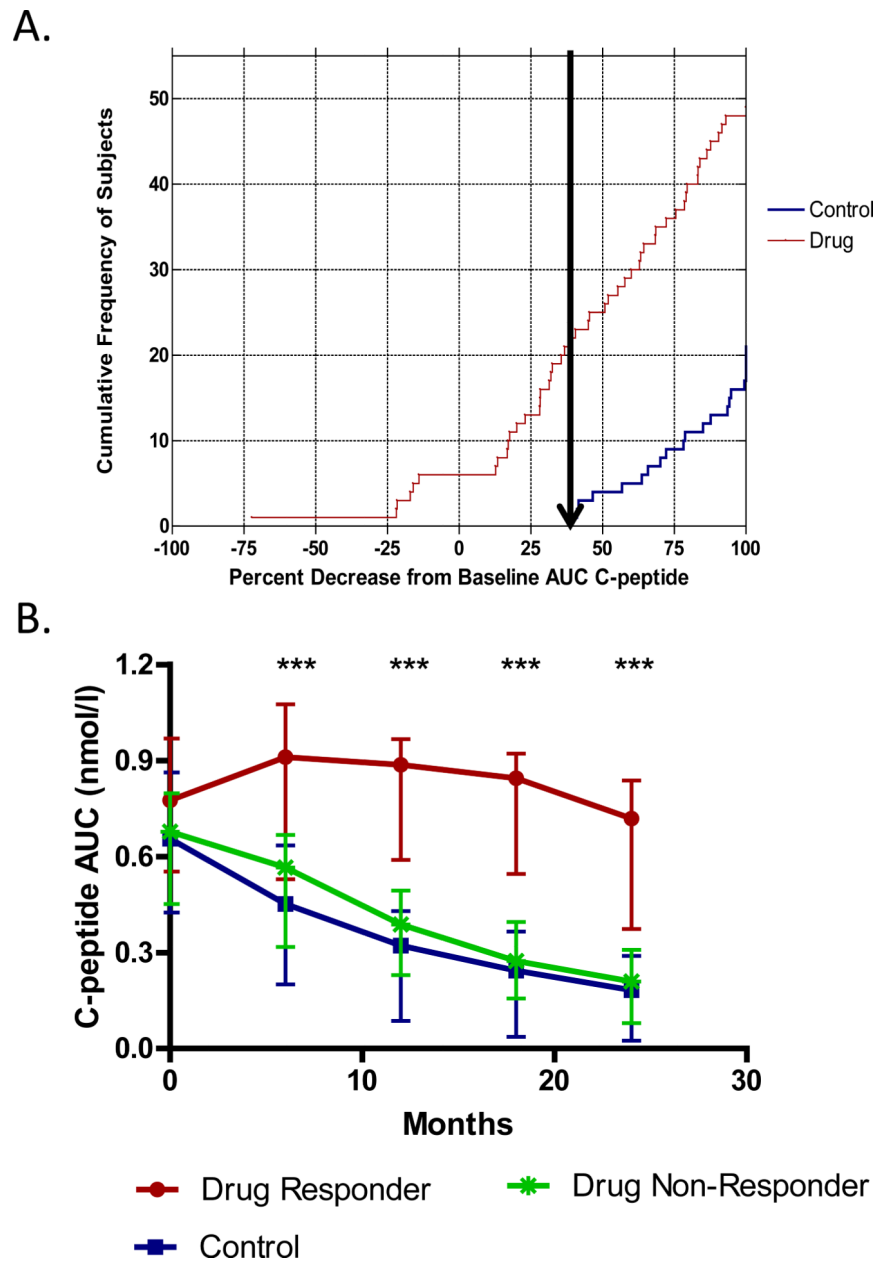 A.
Cumulative Frequency of Subjects
50
40
30
20
10
0
-100 -75 -50 -25 0 25 50 75 100
Percent Decrease from Baseline AUC C-peptide
Control
Drug
B.
C-peptide AUC (nmol/l)
*** *** *** ***
1.2
0.9
0.6
0.3
0.0
0 10 20 30
Months
Drug Responder
Drug Non-Responder
Control